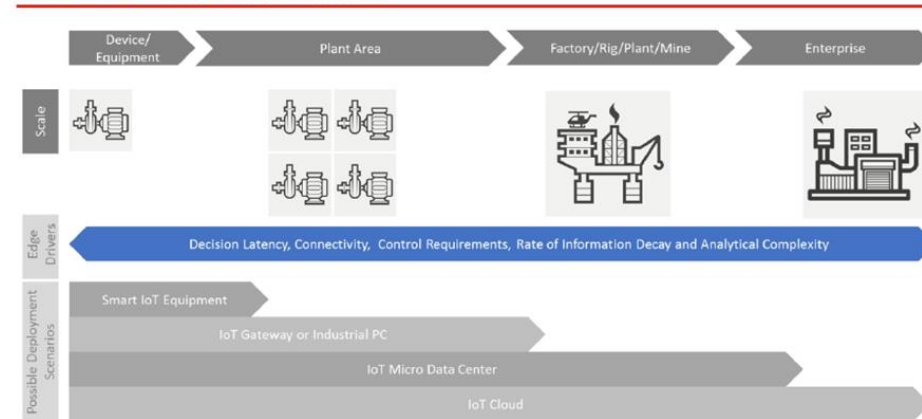 Device/
Equipment
Plant Area
Factory/Rig/Plant/Mine
Enterprise
Scale
Edge
Drivers
Decision Latency, Connectivity, Control Requirements, Rate of Information Decay and Analytical Complexity
Possible Deployment
Scenarios
Smart IoT Equipment
IoT Gateway or Industrial PC
IoT Micro Data Center
IoT Cloud